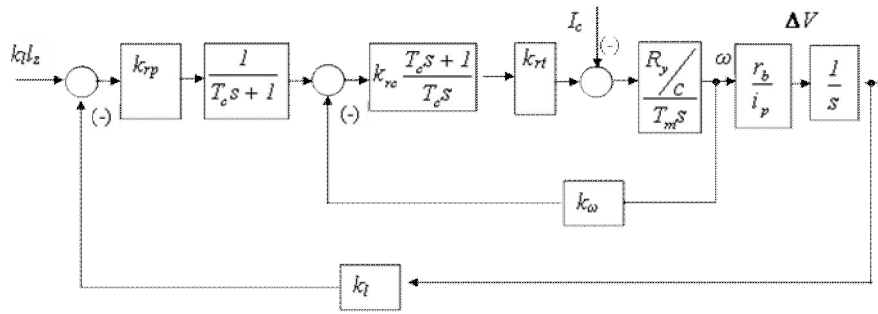 I_c
ΔV
k_l l_z
k_rp
1
T_c s + 1
k_rc
T_c s + 1
T_c s
k_rt
(-)
R_y / c
T_m s
ω
r_b
i_p
1
s
(-)
(-)
k_ω
k_l